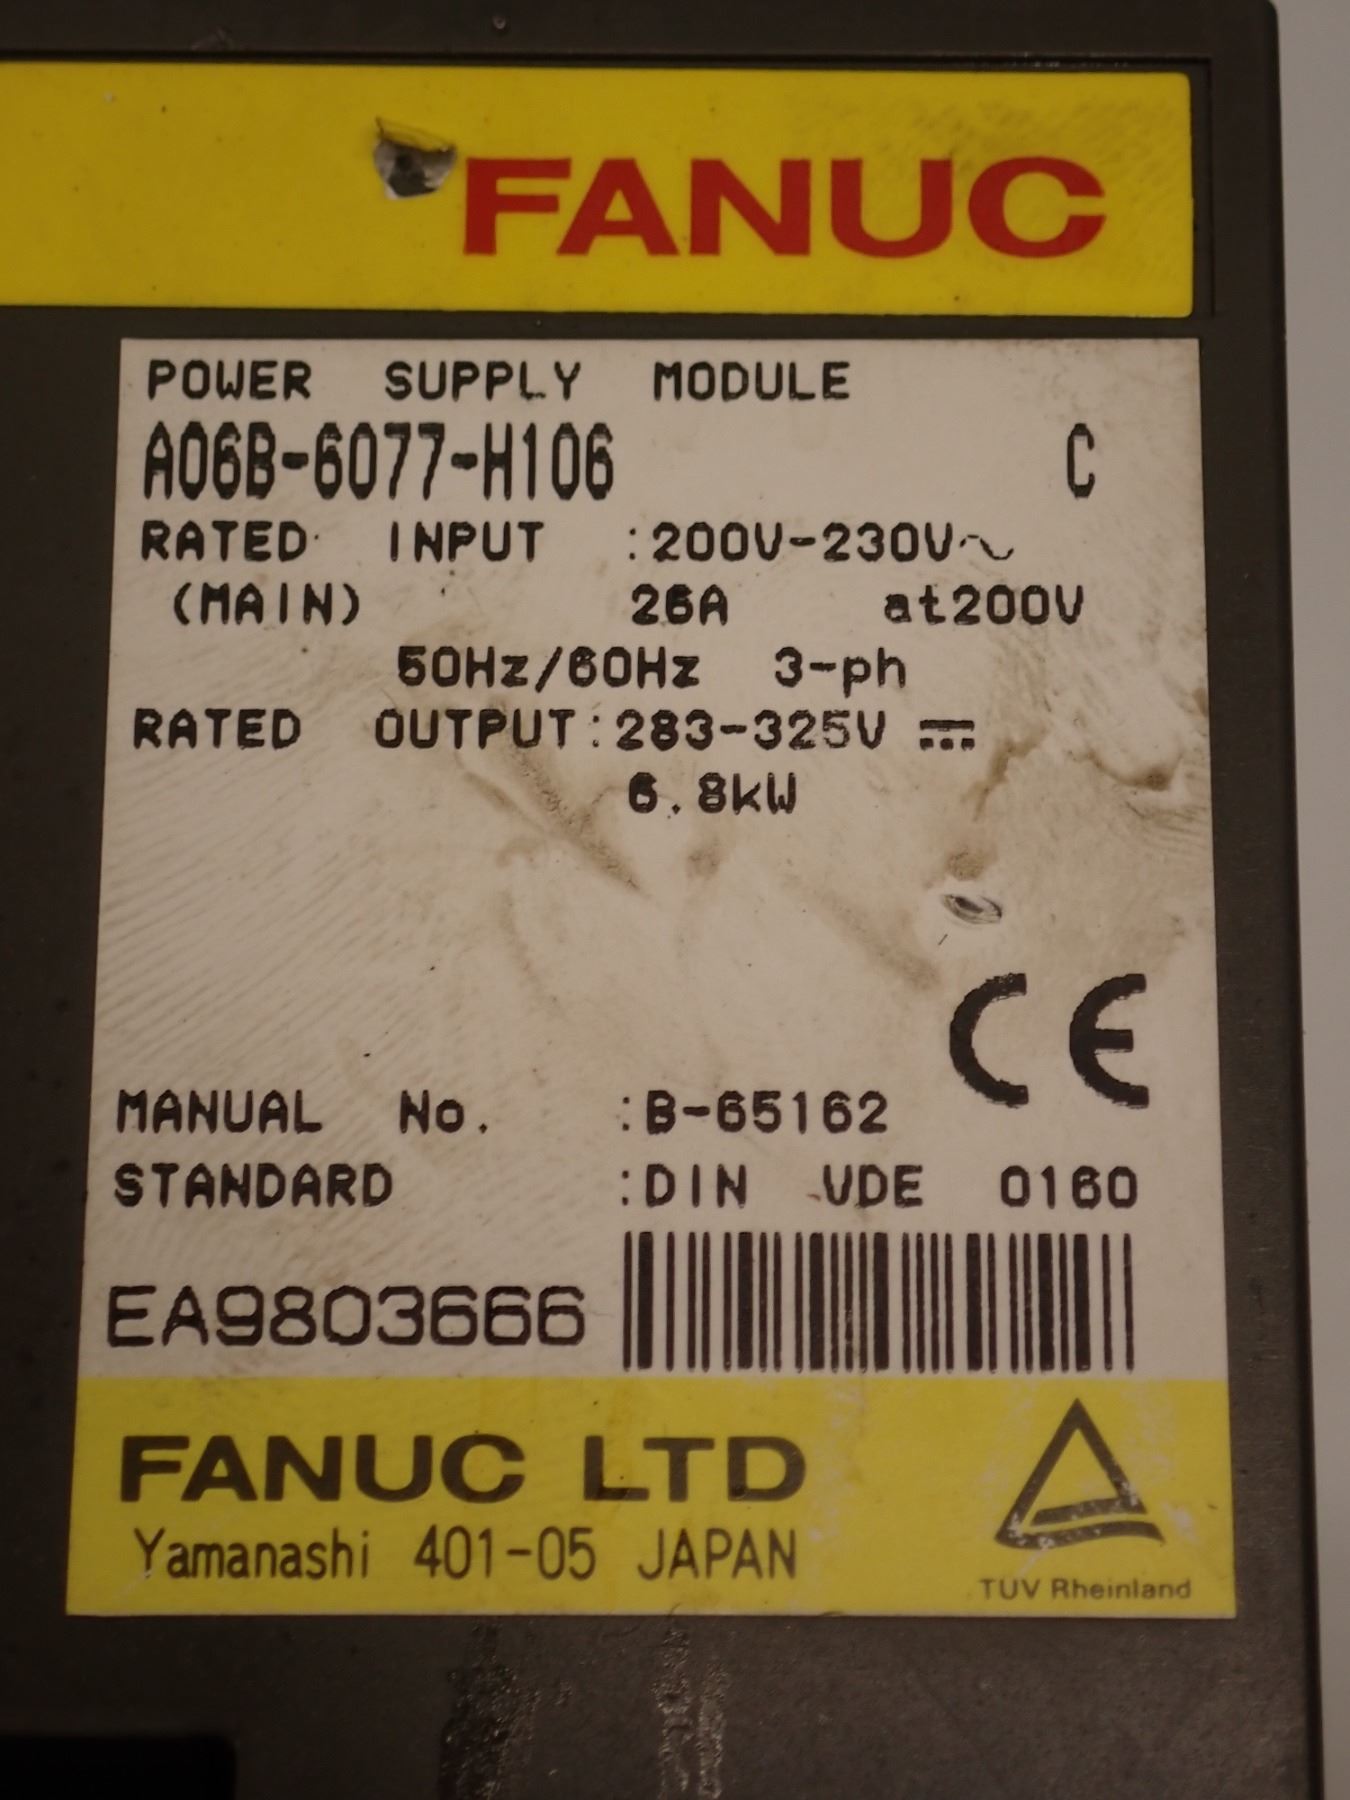 FANUC
POWER SUPPLY MODULE
A06B-6077-H106 C
RATED INPUT :200V-230V~
(MAIN) 26A at200V
50Hz/60Hz 3-ph
RATED OUTPUT:283-325V ⎓
6.8kW
CE
MANUAL No. :B-65162
STANDARD :DIN VDE 0160
EA9803666
FANUC LTD
Yamanashi 401-05 JAPAN
TUV Rheinland